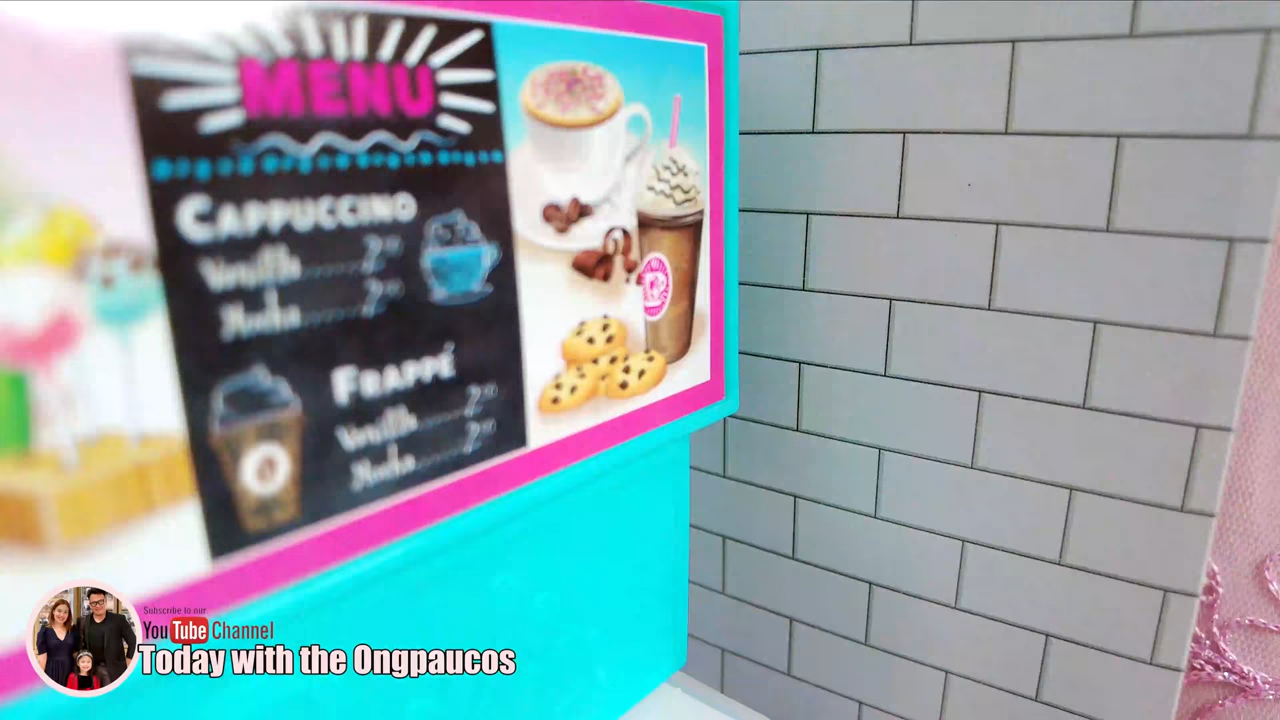 MENU
CAPPUCCINO
Vanilla
Mocha
FRAPPÉ
Vanilla
Mocha
Subscribe to our
YouTube Channel
Today with the Ongpaucos